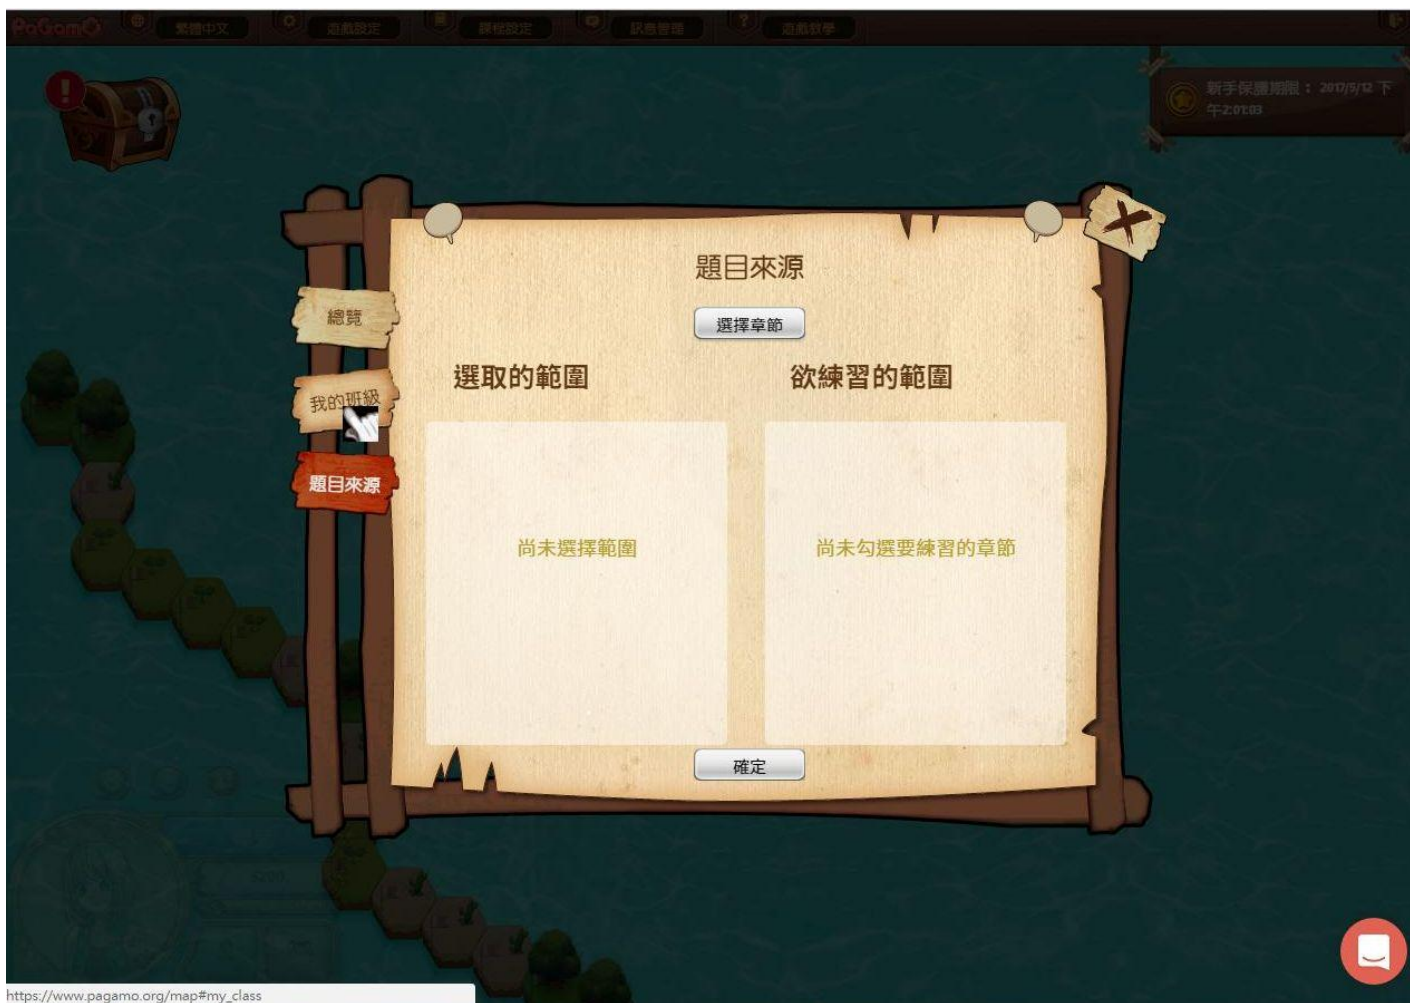 PaGamO
繁體中文
遊戲設定
課程設定
訊息管理
遊戲教學
新手保護期限： 2017/5/12 下
午2:01:03
題目來源
選擇章節
總覽
我的班級
題目來源
選取的範圍
欲練習的範圍
尚未選擇範圍
尚未勾選要練習的章節
確定
https://www.pagamo.org/map#my_class